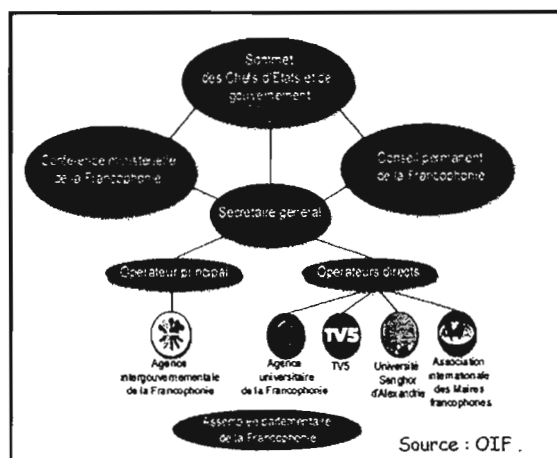 Sommet
des Chefs d'Etats et de
gouvernement
Conférence ministérielle
de la Francophonie
Conseil permanent
de la Francophonie
Secrétaire général
Opérateur principal
Opérateurs directs
TV5
Agence
intergouvernementale
de la Francophonie
Agence
universitaire
de la Francophonie
TV5
Université
Senghor
d'Alexandrie
Association
internationale
des Maires
francophones
Assemblée parlementaire
de la Francophonie
Source : OIF .